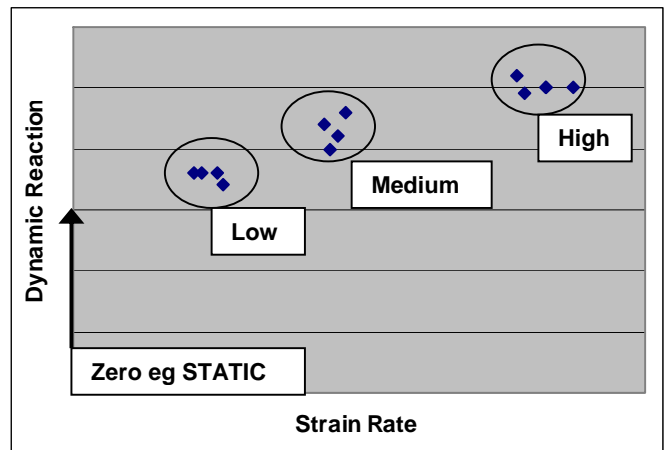 Dynamic Reaction
High
Medium
Low
Zero eg STATIC
Strain Rate